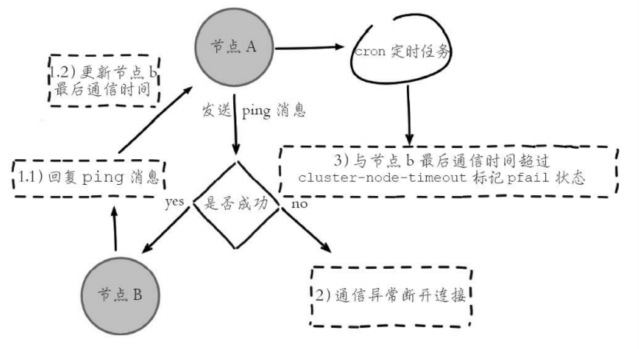 节点 A
cron 定时任务
1.2) 更新节点 b
最后通信时间
发送 ping 消息
3) 与节点 b 最后通信时间超过
cluster-node-timeout 标记 pfail 状态
1.1) 回复 ping 消息
yes
是否成功
no
节点 B
2) 通信异常断开连接